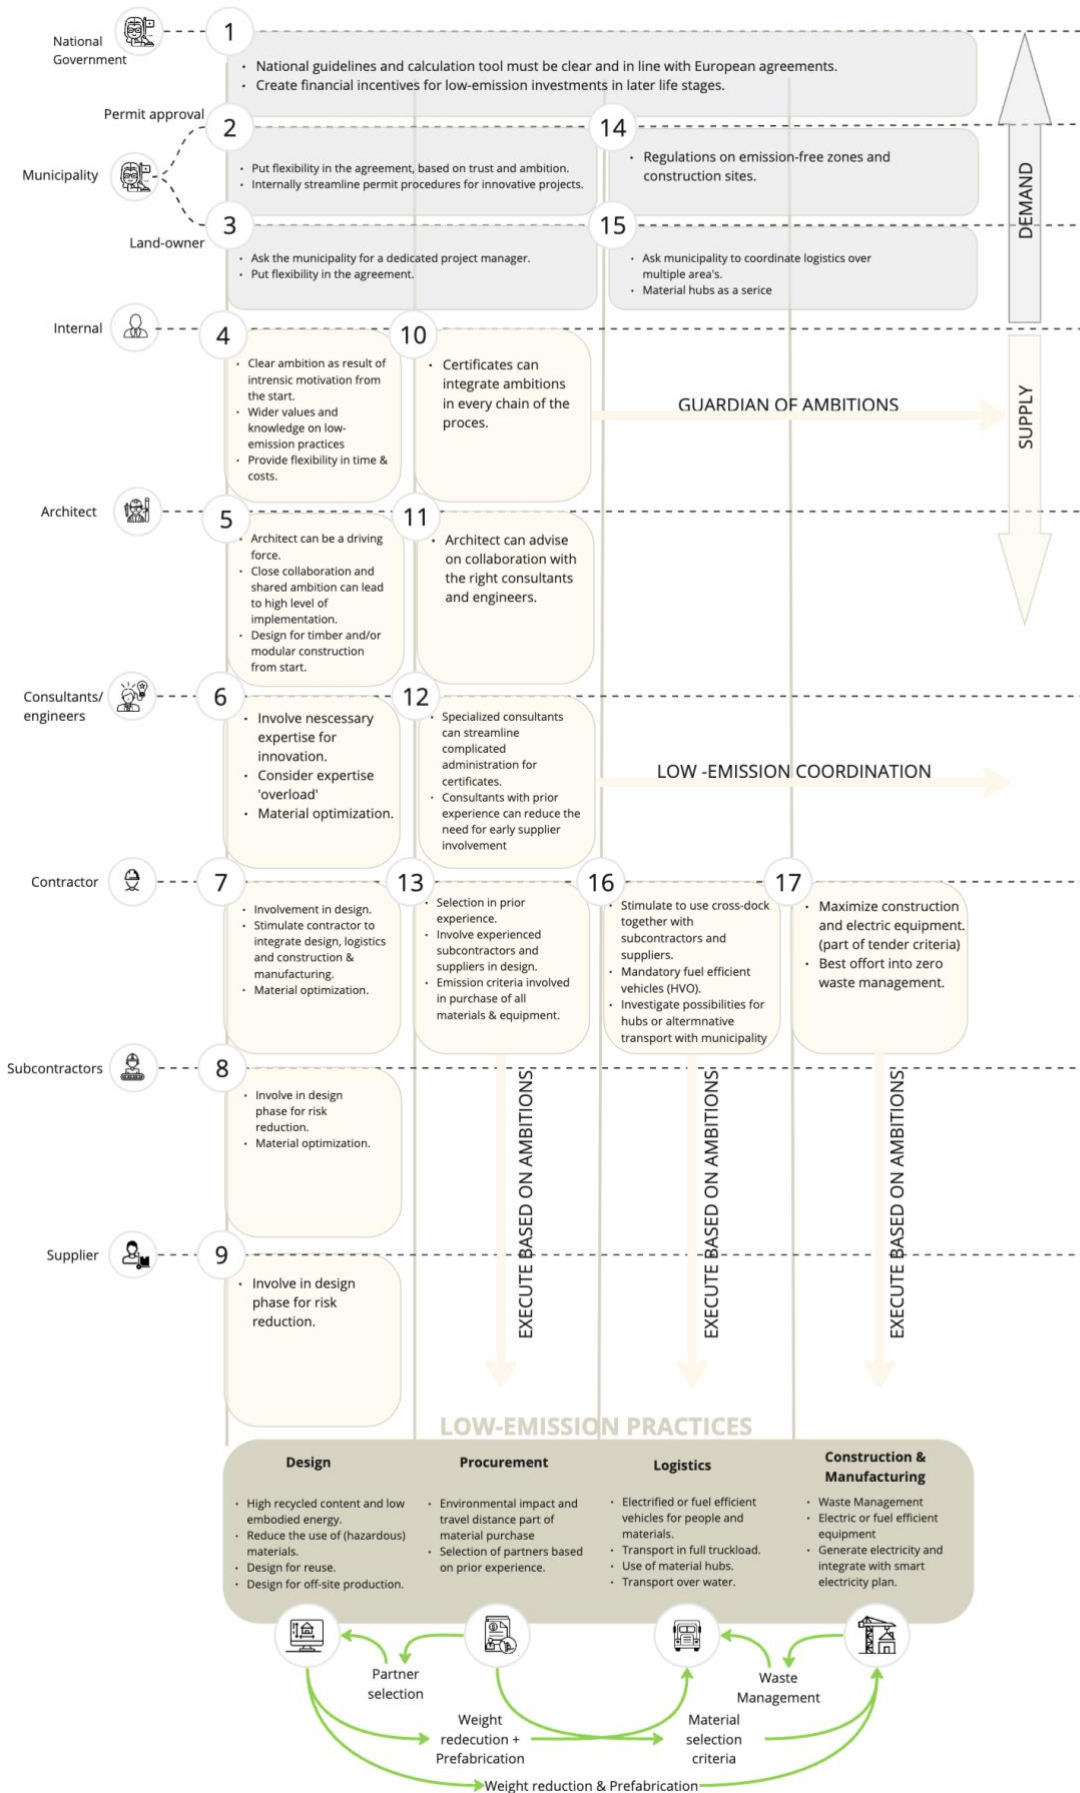 National
Government
1
• National guidelines and calculation tool must be clear and in line with European agreements.
• Create financial incentives for low-emission investments in later life stages.
Permit approval
Municipality
Land-owner
2
• Put flexibility in the agreement, based on trust and ambition.
• Internally streamline permit procedures for innovative projects.
14
• Regulations on emission-free zones and
construction sites.
3
• Ask the municipality for a dedicated project manager.
• Put flexibility in the agreement.
15
• Ask municipality to coordinate logistics over
multiple area's.
• Material hubs as a serice
DEMAND
SUPPLY
Internal
4
• Clear ambition as result of
intrensic motivation from
the start.
• Wider values and
knowledge on low-
emission practices
• Provide flexibility in time &
costs.
10
• Certificates can
integrate ambitions
in every chain of the
proces.
GUARDIAN OF AMBITIONS
Architect
5
• Architect can be a driving
force.
• Close collaboration and
shared ambition can lead
to high level of
implementation.
• Design for timber and/or
modular construction
from start.
11
• Architect can advise
on collaboration with
the right consultants
and engineers.
Consultants/
engineers
6
• Involve nescessary
expertise for
innovation.
• Consider expertise
'overload'
• Material optimization.
12
• Specialized consultants
can streamline
complicated
administration for
certificates.
• Consultants with prior
experience can reduce the
need for early supplier
involvement
LOW -EMISSION COORDINATION
Contractor
7
• Involvement in design.
• Stimulate contractor to
integrate design, logistics
and construction &
manufacturing.
• Material optimization.
13
• Selection in prior
experience.
• Involve experienced
subcontractors and
suppliers in design.
• Emission criteria involved
in purchase of all
materials & equipment.
16
• Stimulate to use cross-dock
together with
subcontractors and
suppliers.
• Mandatory fuel efficient
vehicles (HVO).
• Investigate possibilities for
hubs or altermnative
transport with municipality
17
• Maximize construction
and electric equipment.
(part of tender criteria)
• Best effort into zero
waste management.
Subcontractors
8
• Involve in design
phase for risk
reduction.
• Material optimization.
EXECUTE BASED ON AMBITIONS
EXECUTE BASED ON AMBITIONS
EXECUTE BASED ON AMBITIONS
Supplier
9
• Involve in design
phase for risk
reduction.
LOW-EMISSION PRACTICES
Design
• High recycled content and low
embodied energy.
• Reduce the use of (hazardous)
materials.
• Design for reuse.
• Design for off-site production.
Procurement
• Environmental impact and
travel distance part of
material purchase
• Selection of partners based
on prior experience.
Logistics
• Electrified or fuel efficient
vehicles for people and
materials.
• Transport in full truckload.
• Use of material hubs.
• Transport over water.
Construction &
Manufacturing
• Waste Management
• Electric or fuel efficient
equipment
• Generate electricity and
integrate with smart
electricity plan.
Partner
selection
Waste
Management
Weight
redecution +
Prefabrication
Material
selection
criteria
Weight reduction & Prefabrication